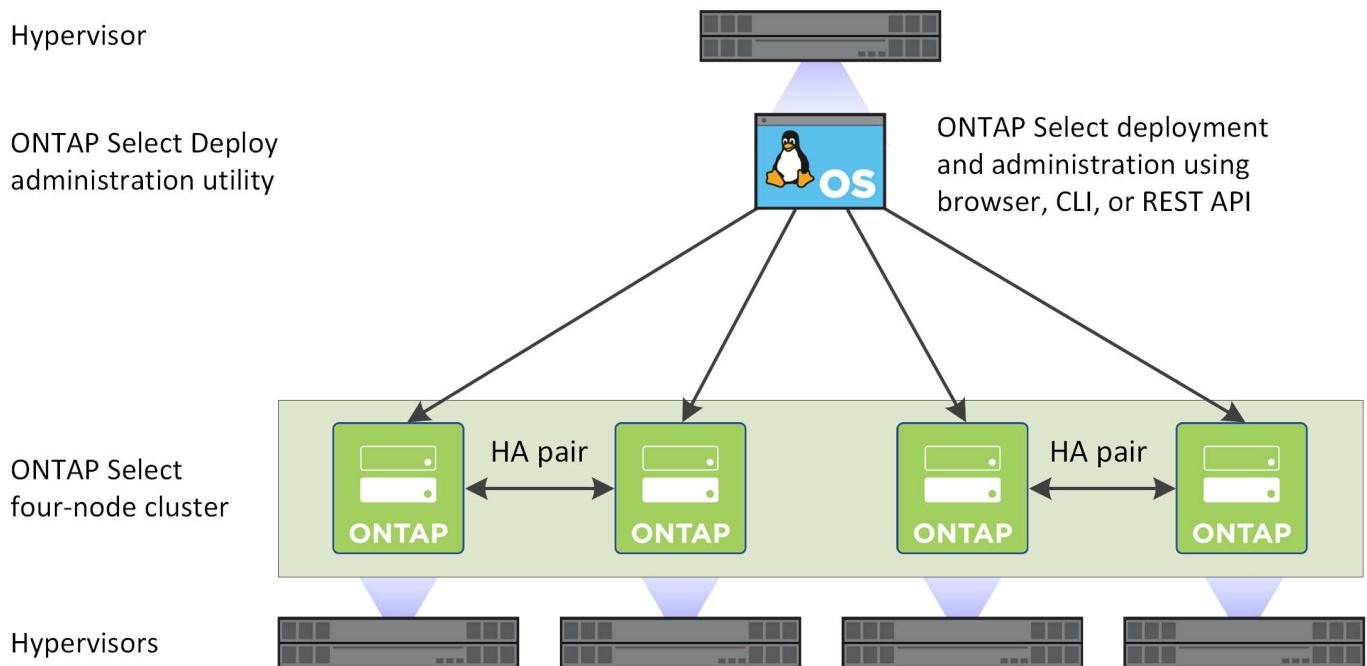 Hypervisor
ONTAP Select Deploy
administration utility
OS
ONTAP Select deployment
and administration using
browser, CLI, or REST API
ONTAP Select
four-node cluster
HA pair
HA pair
ONTAP
ONTAP
ONTAP
ONTAP
Hypervisors